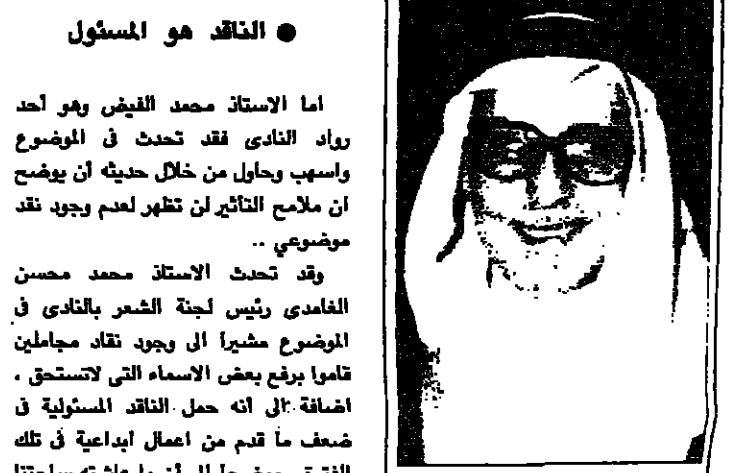 ● الناقد هو المسئول
اما الاستاذ محمد الفيض وهو أحد
رواد النادى فقد تحدث فى الموضوع
واسهب وحاول من خلال حديثه أن يوضح
ان ملامح التأثير لن تظهر لعدم وجود نقد
موضوعي ..
وقد تحدث الاستاذ محمد محسن
الغامدى رئيس لجنة الشعر بالنادى فى
الموضوع مشيراً الى وجود نقاد مجاملين
قاموا برفع بعض الاسماء التى لاتستحق .
اضافة الى أنه حمل الناقد المسئولية فى
ضعف ما قدم من اعمال أبداعية فى تلك